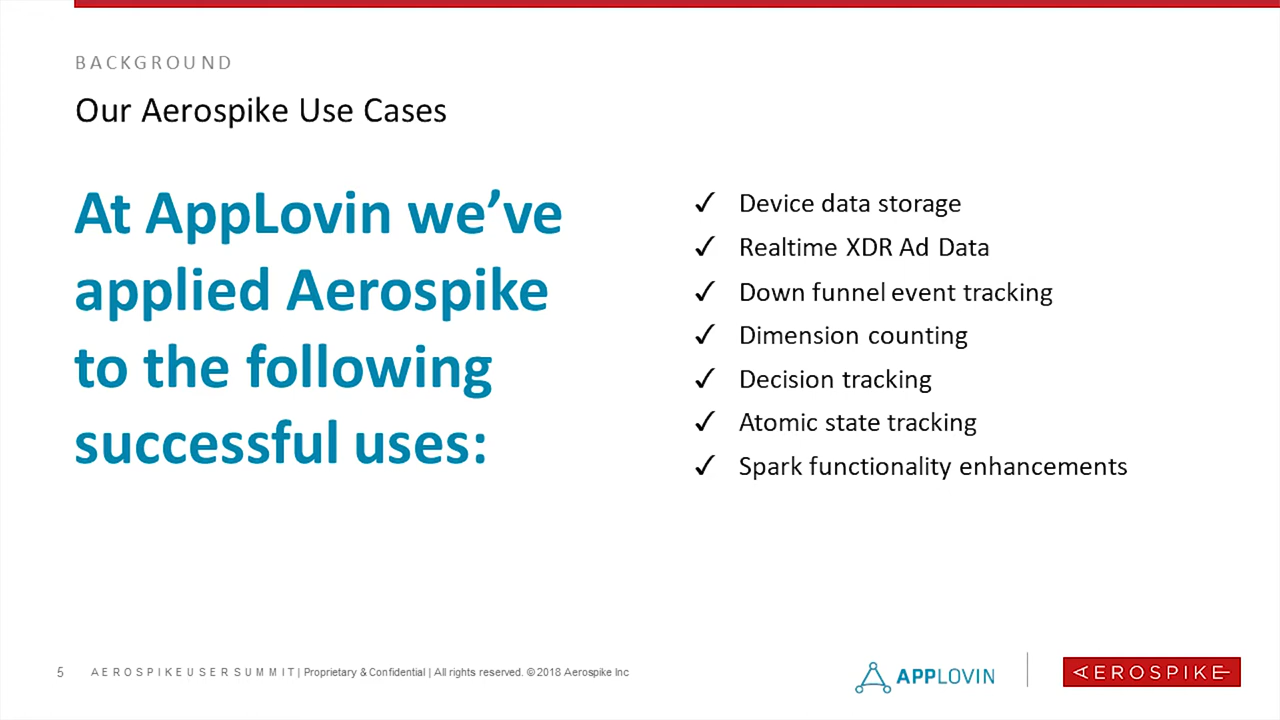 BACKGROUND
Our Aerospike Use Cases
At AppLovin we’ve
applied Aerospike
to the following
successful uses:
✓ Device data storage
✓ Realtime XDR Ad Data
✓ Down funnel event tracking
✓ Dimension counting
✓ Decision tracking
✓ Atomic state tracking
✓ Spark functionality enhancements
5 AEROSPIKE USER SUMMIT | Proprietary & Confidential | All rights reserved. © 2018 Aerospike Inc
APPLOVIN
AEROSPIKE